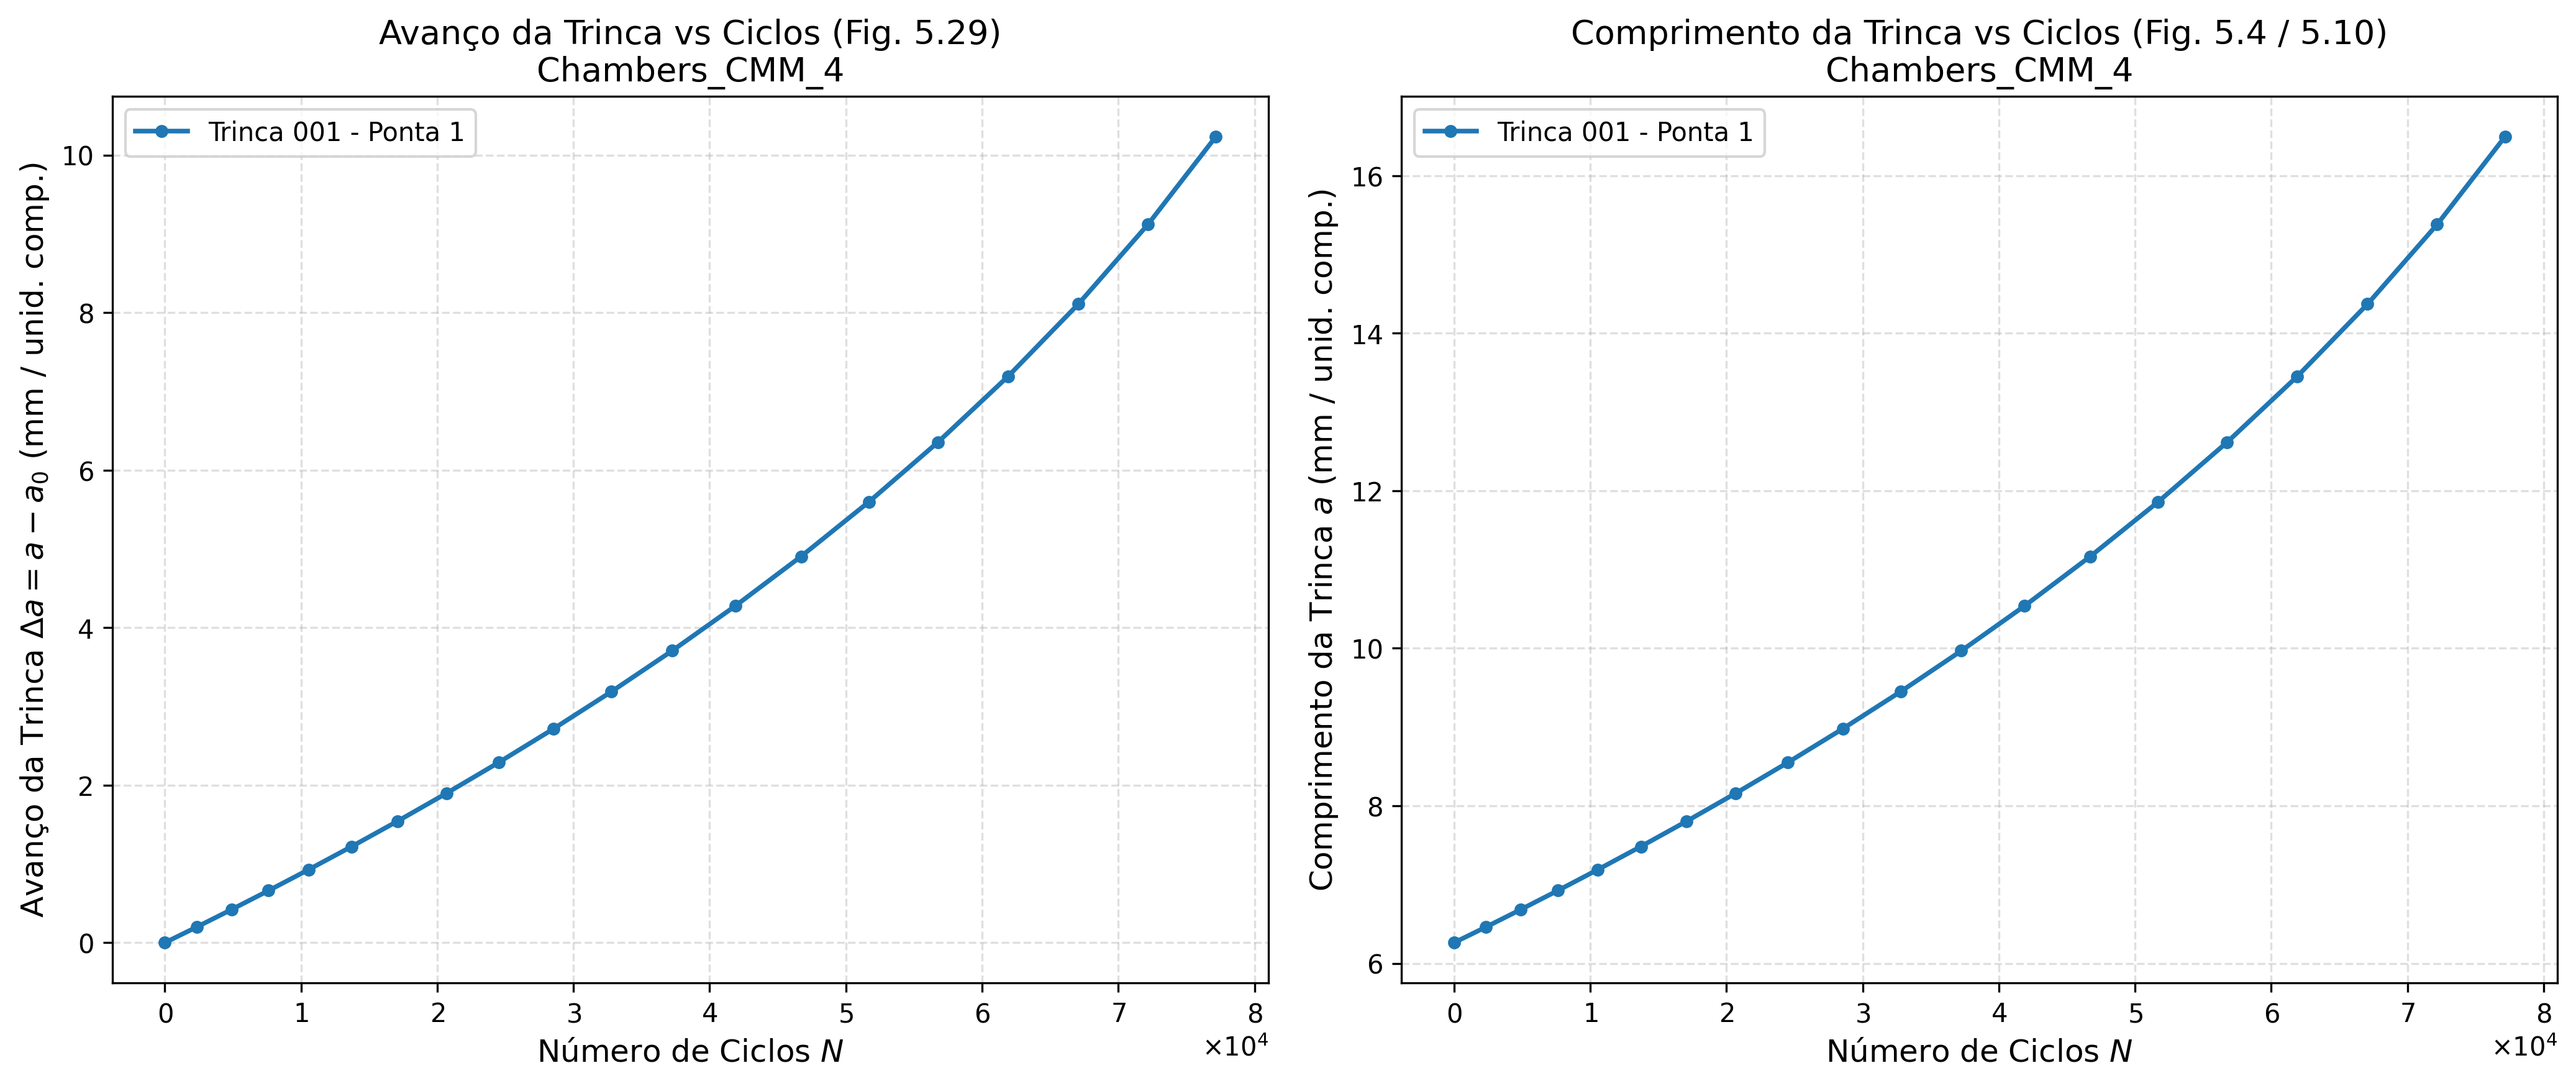 Avanço da Trinca vs Ciclos (Fig. 5.29)
Chambers_CMM_4
Trinca 001 - Ponta 1
Avanço da Trinca Δa = a − a₀ (mm / unid. comp.)
10
8
6
4
2
0
0 1 2 3 4 5 6 7 8
×10⁴
Número de Ciclos N
Comprimento da Trinca vs Ciclos (Fig. 5.4 / 5.10)
Chambers_CMM_4
Trinca 001 - Ponta 1
Comprimento da Trinca a (mm / unid. comp.)
16
14
12
10
8
6
0 1 2 3 4 5 6 7 8
×10⁴
Número de Ciclos N